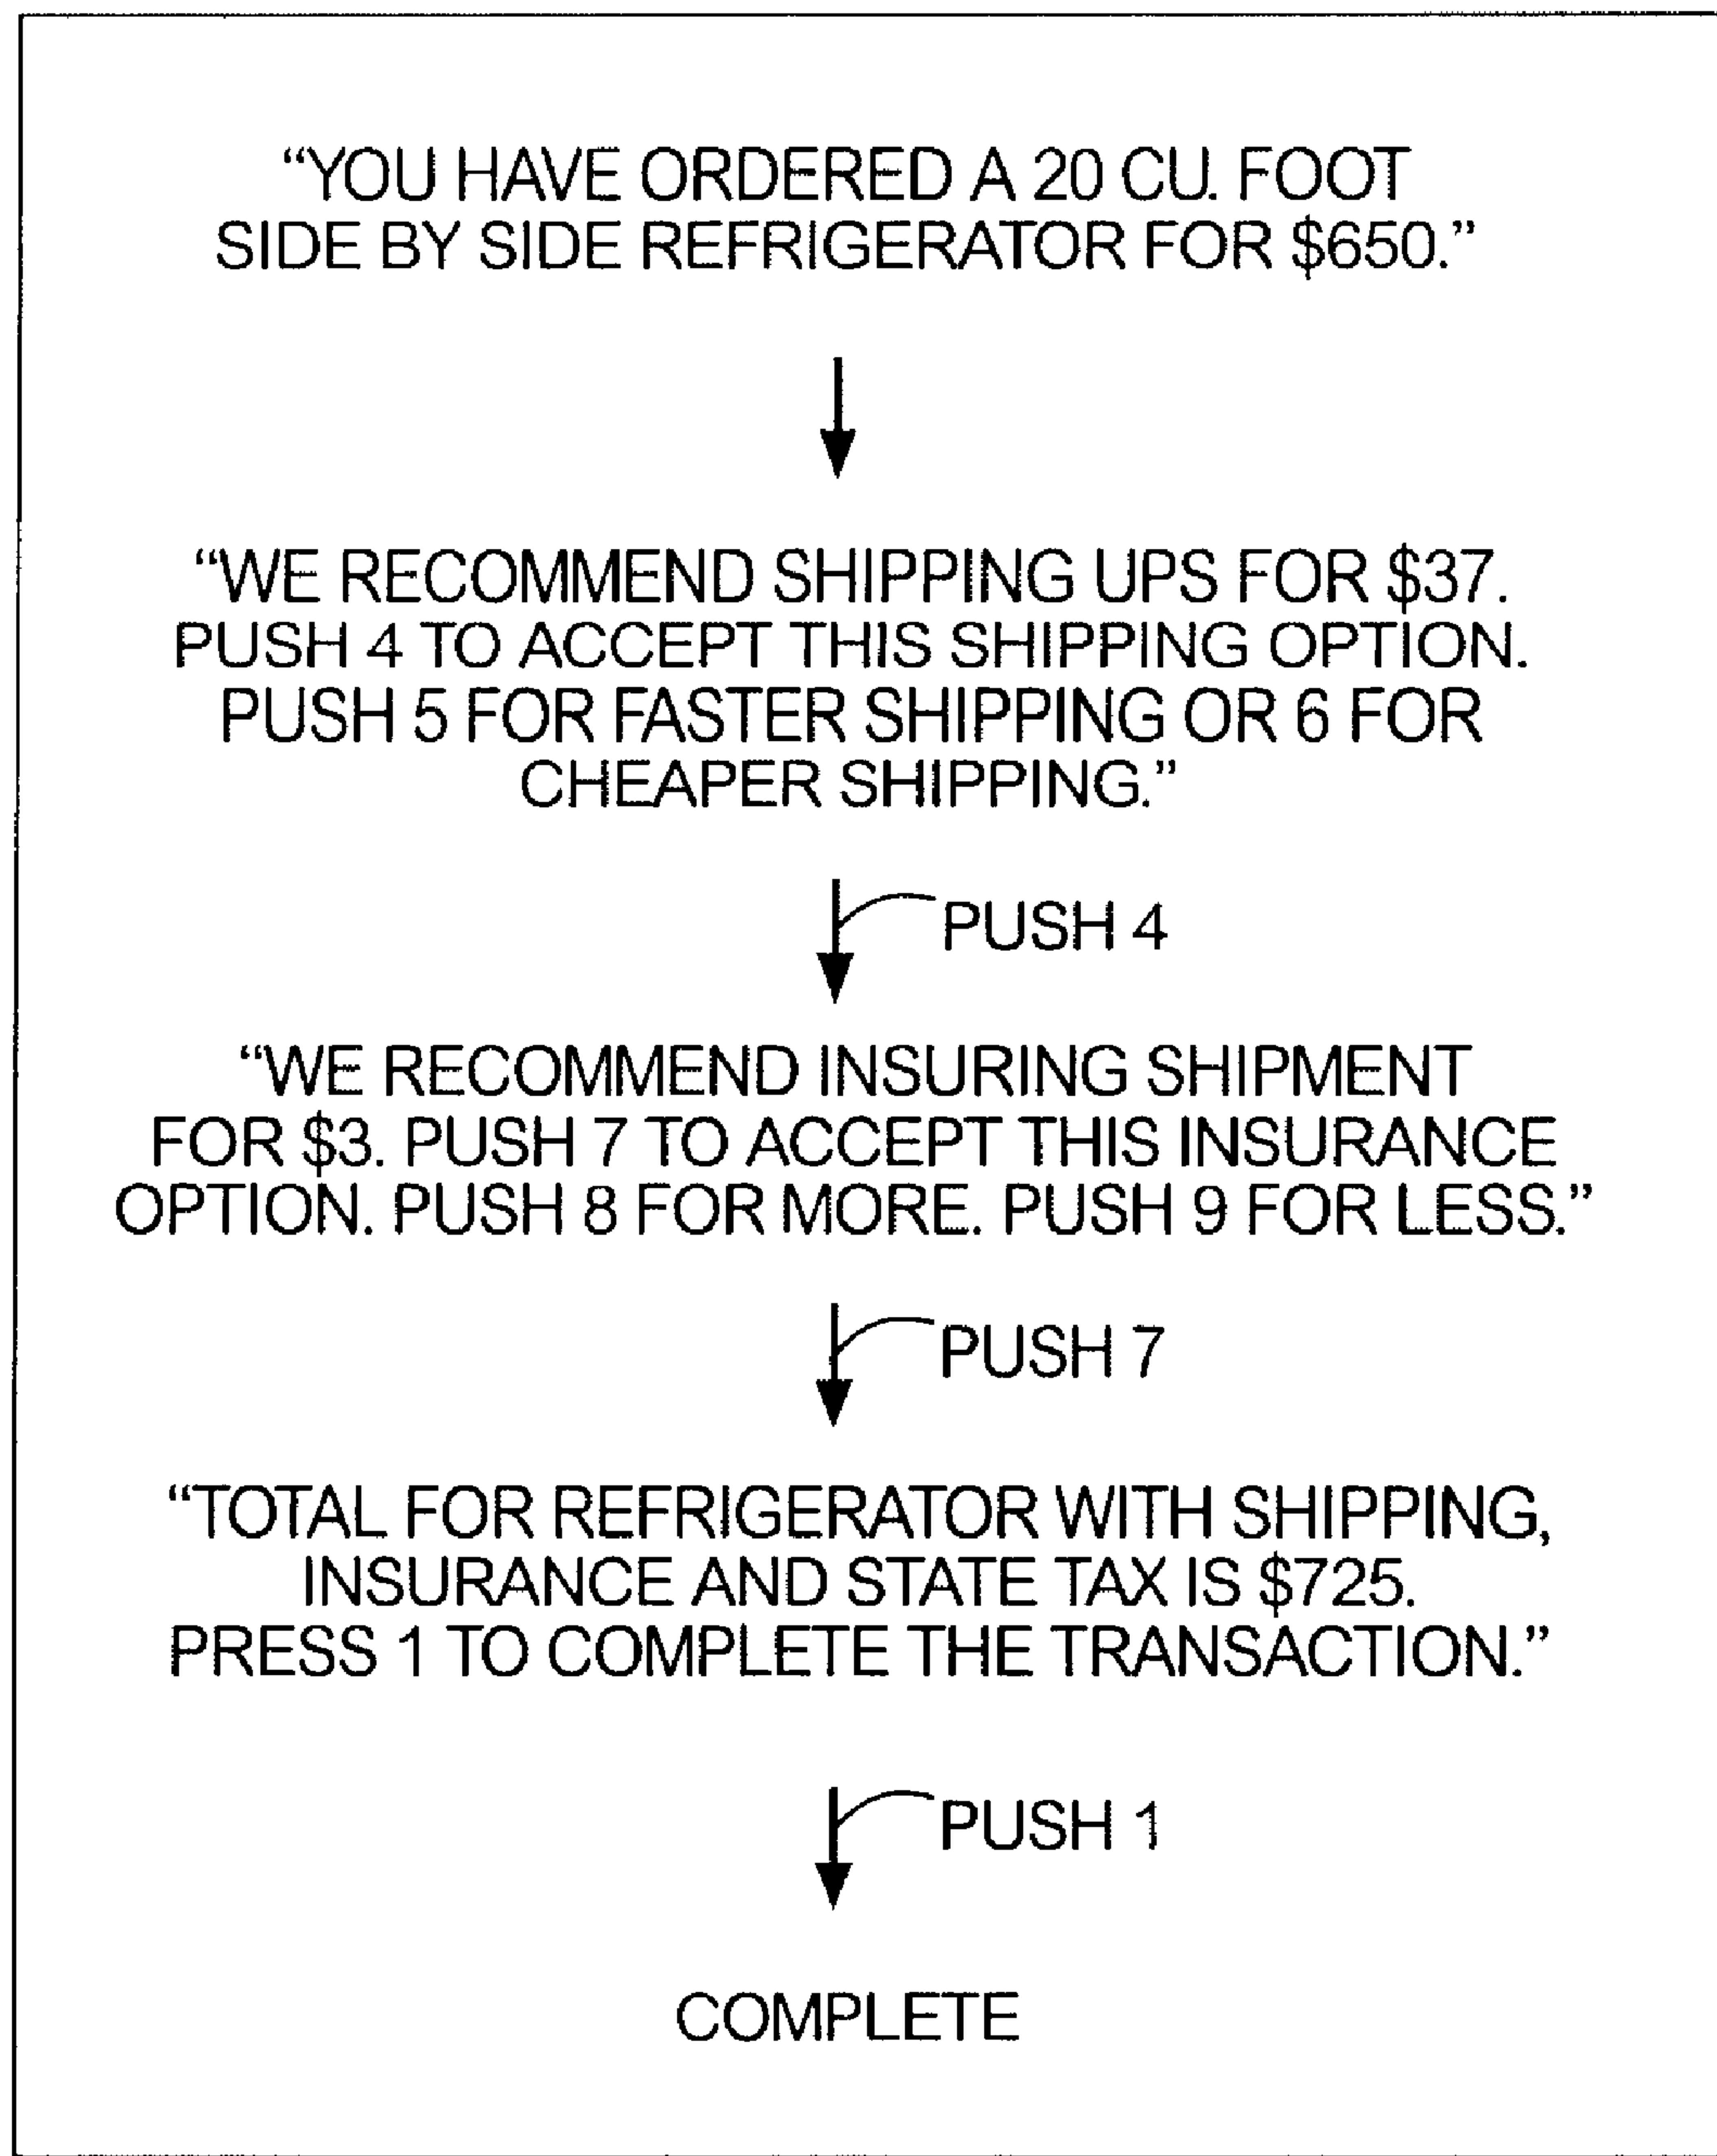 “YOU HAVE ORDERED A 20 CU. FOOT
SIDE BY SIDE REFRIGERATOR FOR $650.”
“WE RECOMMEND SHIPPING UPS FOR $37.
PUSH 4 TO ACCEPT THIS SHIPPING OPTION.
PUSH 5 FOR FASTER SHIPPING OR 6 FOR
CHEAPER SHIPPING.”
PUSH 4
“WE RECOMMEND INSURING SHIPMENT
FOR $3. PUSH 7 TO ACCEPT THIS INSURANCE
OPTION. PUSH 8 FOR MORE. PUSH 9 FOR LESS.”
PUSH 7
“TOTAL FOR REFRIGERATOR WITH SHIPPING,
INSURANCE AND STATE TAX IS $725.
PRESS 1 TO COMPLETE THE TRANSACTION.”
PUSH 1
COMPLETE